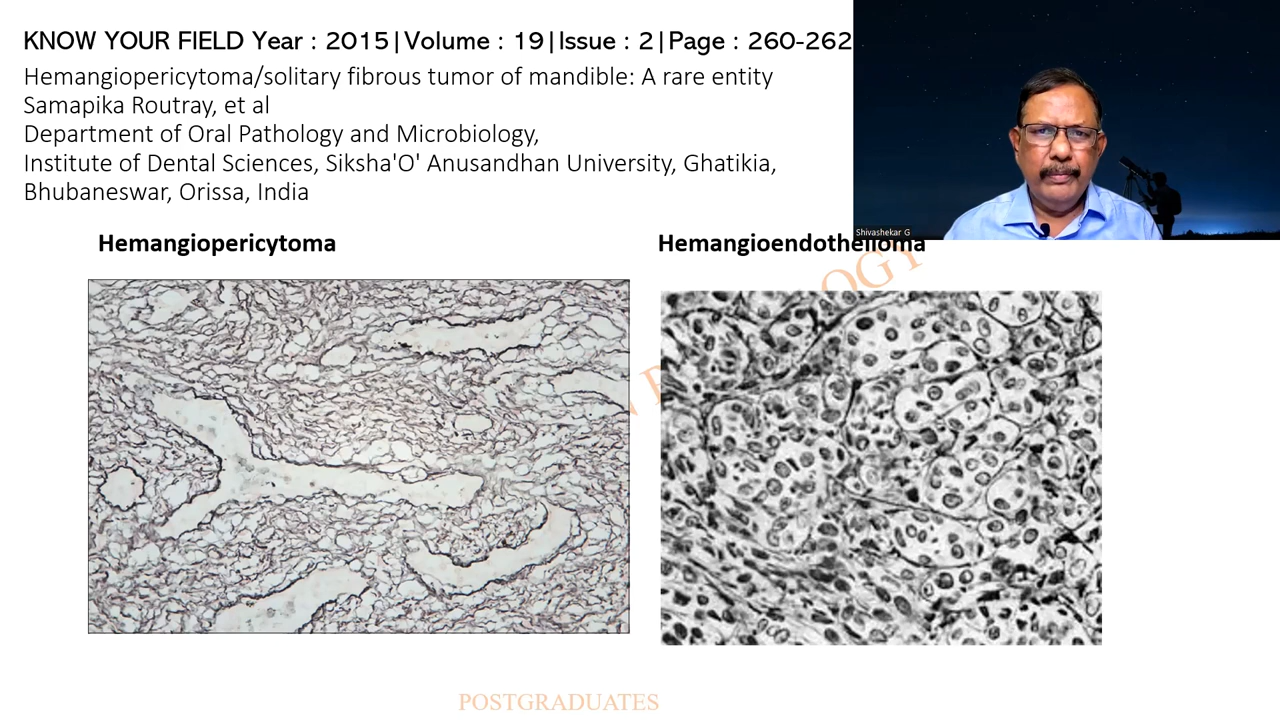 KNOW YOUR FIELD Year : 2015|Volume : 19|Issue : 2|Page : 260-262
Hemangiopericytoma/solitary fibrous tumor of mandible: A rare entity
Samapika Routray, et al
Department of Oral Pathology and Microbiology,
Institute of Dental Sciences, Siksha'O' Anusandhan University, Ghatikia,
Bhubaneswar, Orissa, India
Shivashekar G
Hemangiopericytoma
Hemangioendothelioma
POSTGRADUATES